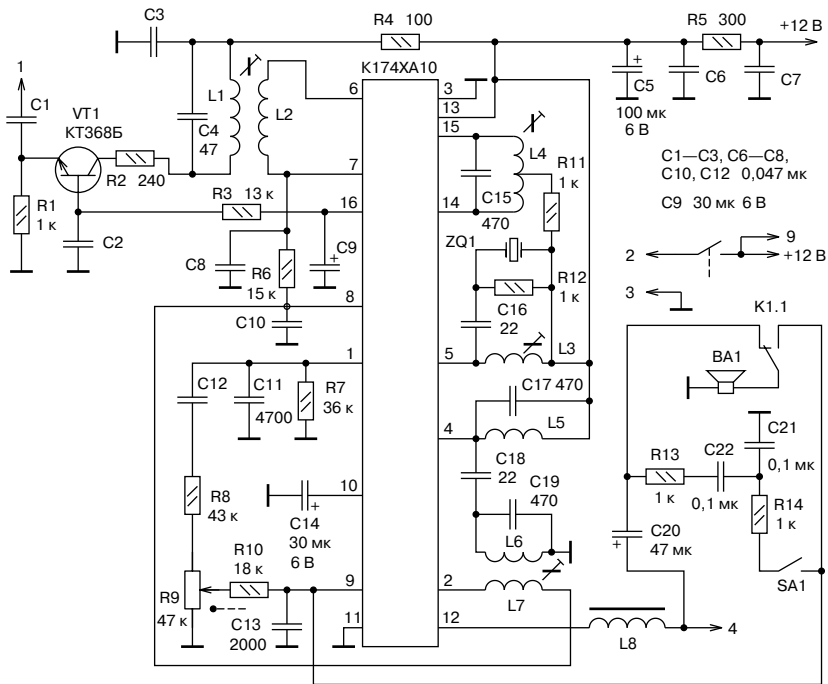 C3
R4 100
R5 300
+12 В
К174ХА10
1
C1
VT1
КТ368Б
R2
240
C4
47
L1
L2
6
3
13
15
C5
100 мк
6 В
C6
C7
R1
1 к
C2
R3 13 к
7
16
14
L4
C15
470
R11
1 к
C1—C3, C6—C8,
C10, C12 0,047 мк
C9 30 мк 6 В
C8
R6
15 к
C9
8
C10
ZQ1
R12
1 к
C16
22
2
9
+12 В
3
C12
C11
4700
R7
36 к
1
5
L3
C17 470
K1.1
BA1
4
L5
R8
43 к
10
C14
30 мк
6 В
C18
22
C19
470
L6
R13
1 к
C22
0,1 мк
C21
0,1 мк
R14
1 к
C20
47 мк
SA1
R9
47 к
R10
18 к
C13
2000
9
11
2
12
L7
L8
4